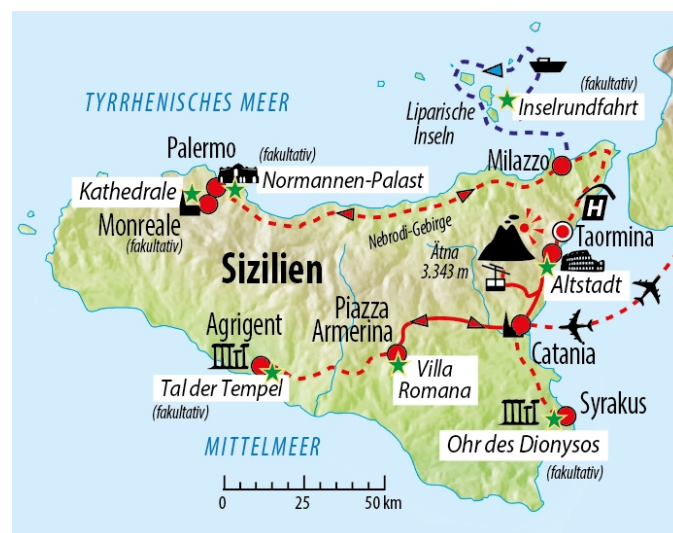 TYRRHENISCHES MEER
(fakultativ)
Inselrundfahrt
Liparische
Inseln
Palermo
(fakultativ)
Milazzo
Kathedrale
Normannen-Palast
Monreale
(fakultativ)
Nebrodi-Gebirge
H
Taormina
Ätna
3.343 m
Sizilien
Altstadt
Piazza
Armerina
Agrigent
Catania
Tal der Tempel
(fakultativ)
Villa
Romana
Syrakus
MITTELMEER
Ohr des Dionysos
(fakultativ)
0 25 50 km